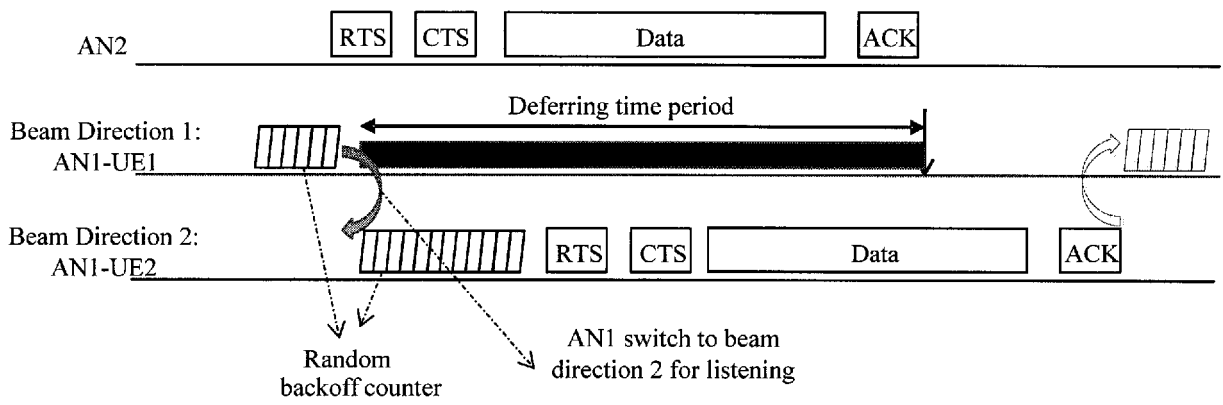 AN2
RTS
CTS
Data
ACK
Deferring time period
Beam Direction 1:
AN1-UE1
Beam Direction 2:
AN1-UE2
RTS
CTS
Data
ACK
Random
backoff counter
AN1 switch to beam
direction 2 for listening